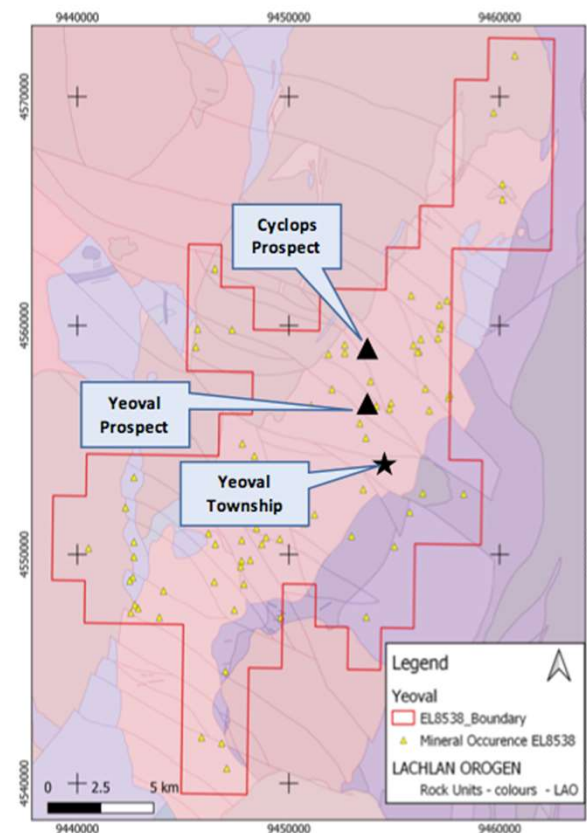 9440000
9450000
9460000
4570000
Cyclops
Prospect
4560000
Yeoval
Prospect
Yeoval
Township
4550000
Legend
Yeoval
EL8538_Boundary
Mineral Occurence EL8538
LACHLAN OROGEN
Rock Units - colours - LAO
4540000
0 2.5 5 km
9440000
9450000
9460000